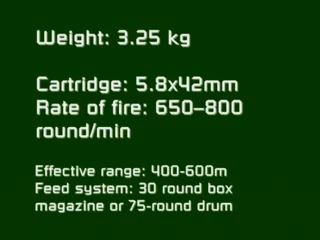 Weight: 3.25 kg
Cartridge: 5.8x42mm
Rate of fire: 650–800
round/min
Effective range: 400-600m
Feed system: 30 round box
magazine or 75-round drum